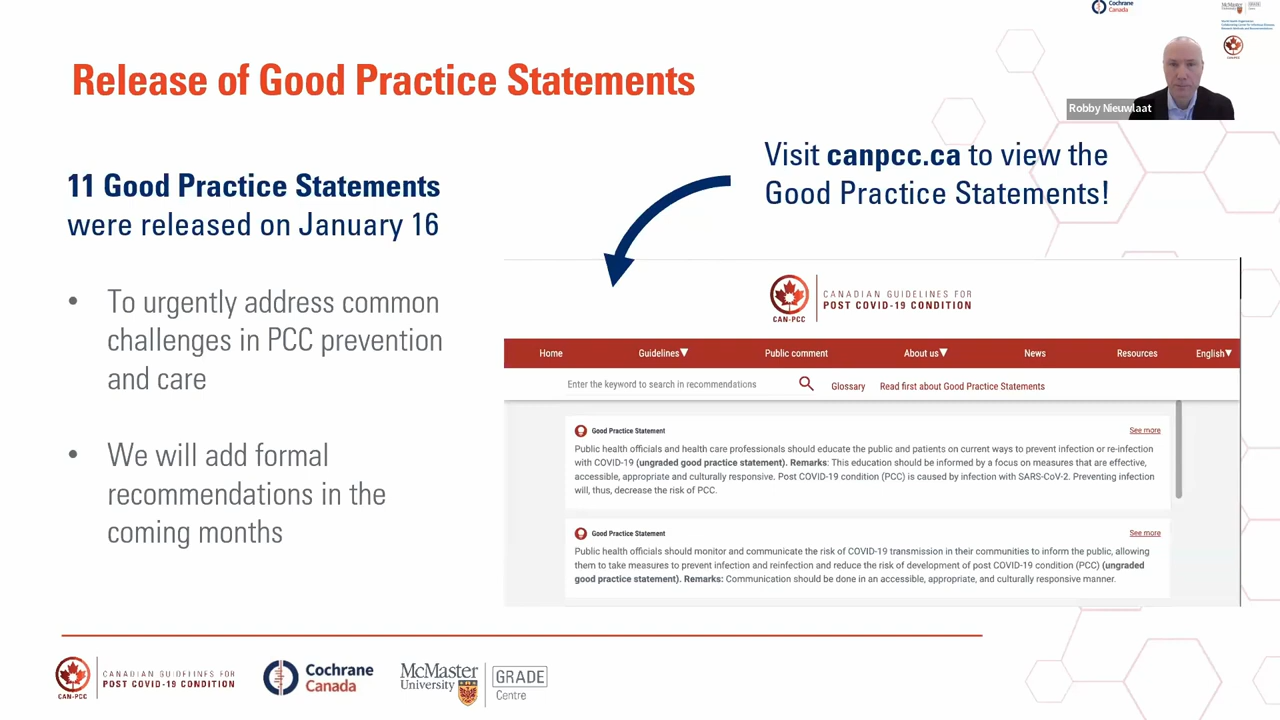 Cochrane
Canada
McMaster
University
GRADE
Centre
CAN-PCC
Release of Good Practice Statements
Robby Nieuwlaat
Visit canpcc.ca to view the
Good Practice Statements!
11 Good Practice Statements
were released on January 16
• To urgently address common
challenges in PCC prevention
and care
• We will add formal
recommendations in the
coming months
CAN-PCC
CANADIAN GUIDELINES FOR
POST COVID-19 CONDITION
Home Guidelines▼ Public comment About us▼ News Resources English▼
Enter the keyword to search in recommendations Glossary Read first about Good Practice Statements
Good Practice Statement See more
Public health officials and health care professionals should educate the public and patients on current ways to prevent infection or re-infection
with COVID-19 (ungraded good practice statement). Remarks: This education should be informed by a focus on measures that are effective,
accessible, appropriate and culturally responsive. Post COVID-19 condition (PCC) is caused by infection with SARS-CoV-2. Preventing infection
will, thus, decrease the risk of PCC.
Good Practice Statement See more
Public health officials should monitor and communicate the risk of COVID-19 transmission in their communities to inform the public, allowing
them to take measures to prevent infection and reinfection and reduce the risk of development of post COVID-19 condition (PCC) (ungraded
good practice statement). Remarks: Communication should be done in an accessible, appropriate, and culturally responsive manner.
CAN-PCC
CANADIAN GUIDELINES FOR
POST COVID-19 CONDITION
Cochrane
Canada
McMaster
University
GRADE
Centre